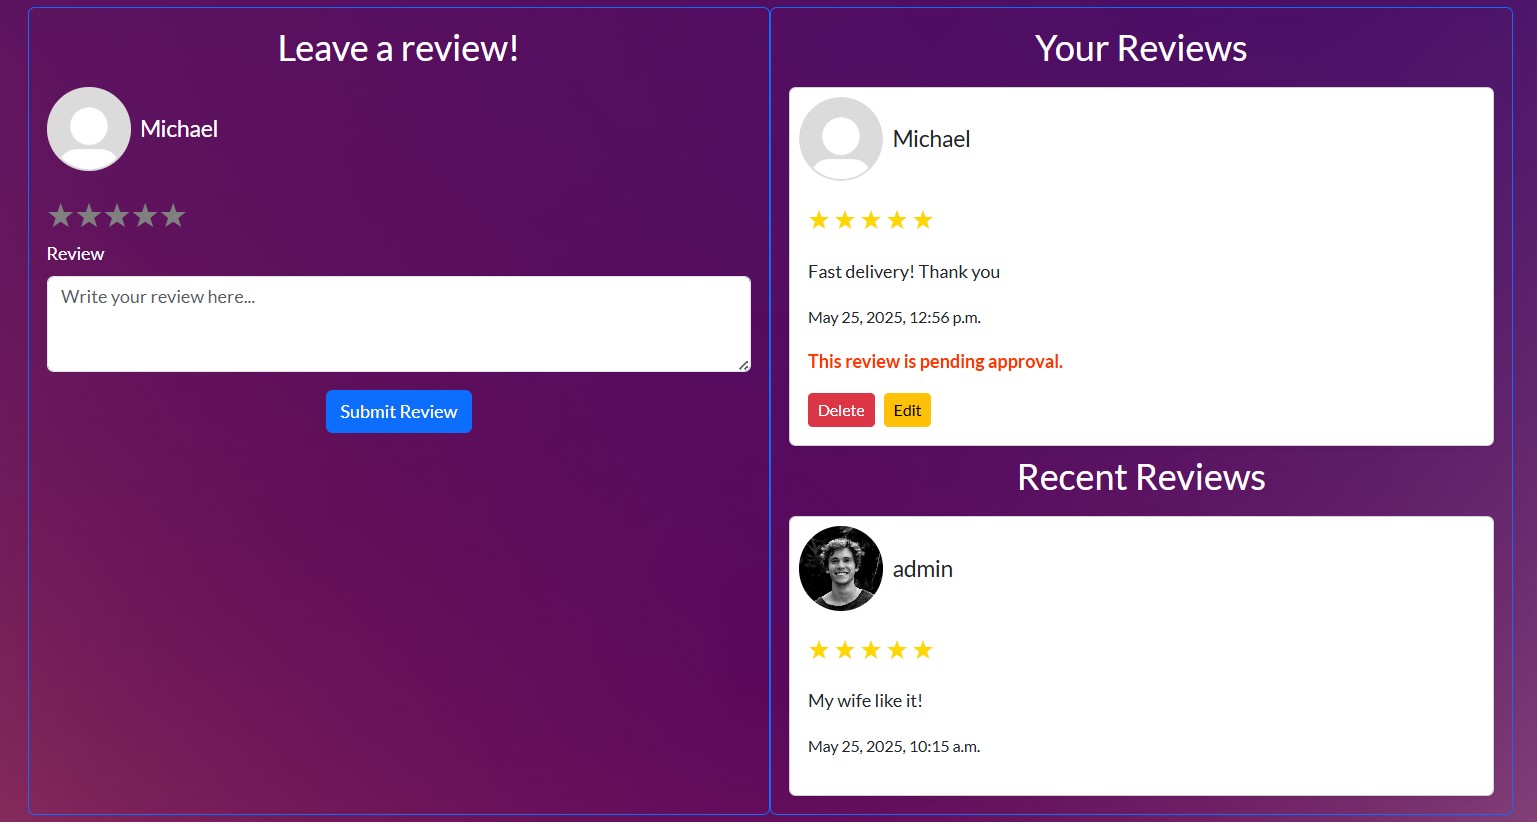 Leave a review!
Michael
★★★★★
Review
Write your review here...
Submit Review
Your Reviews
Michael
★ ★ ★ ★ ★
Fast delivery! Thank you
May 25, 2025, 12:56 p.m.
This review is pending approval.
Delete Edit
Recent Reviews
admin
★ ★ ★ ★ ★
My wife like it!
May 25, 2025, 10:15 a.m.